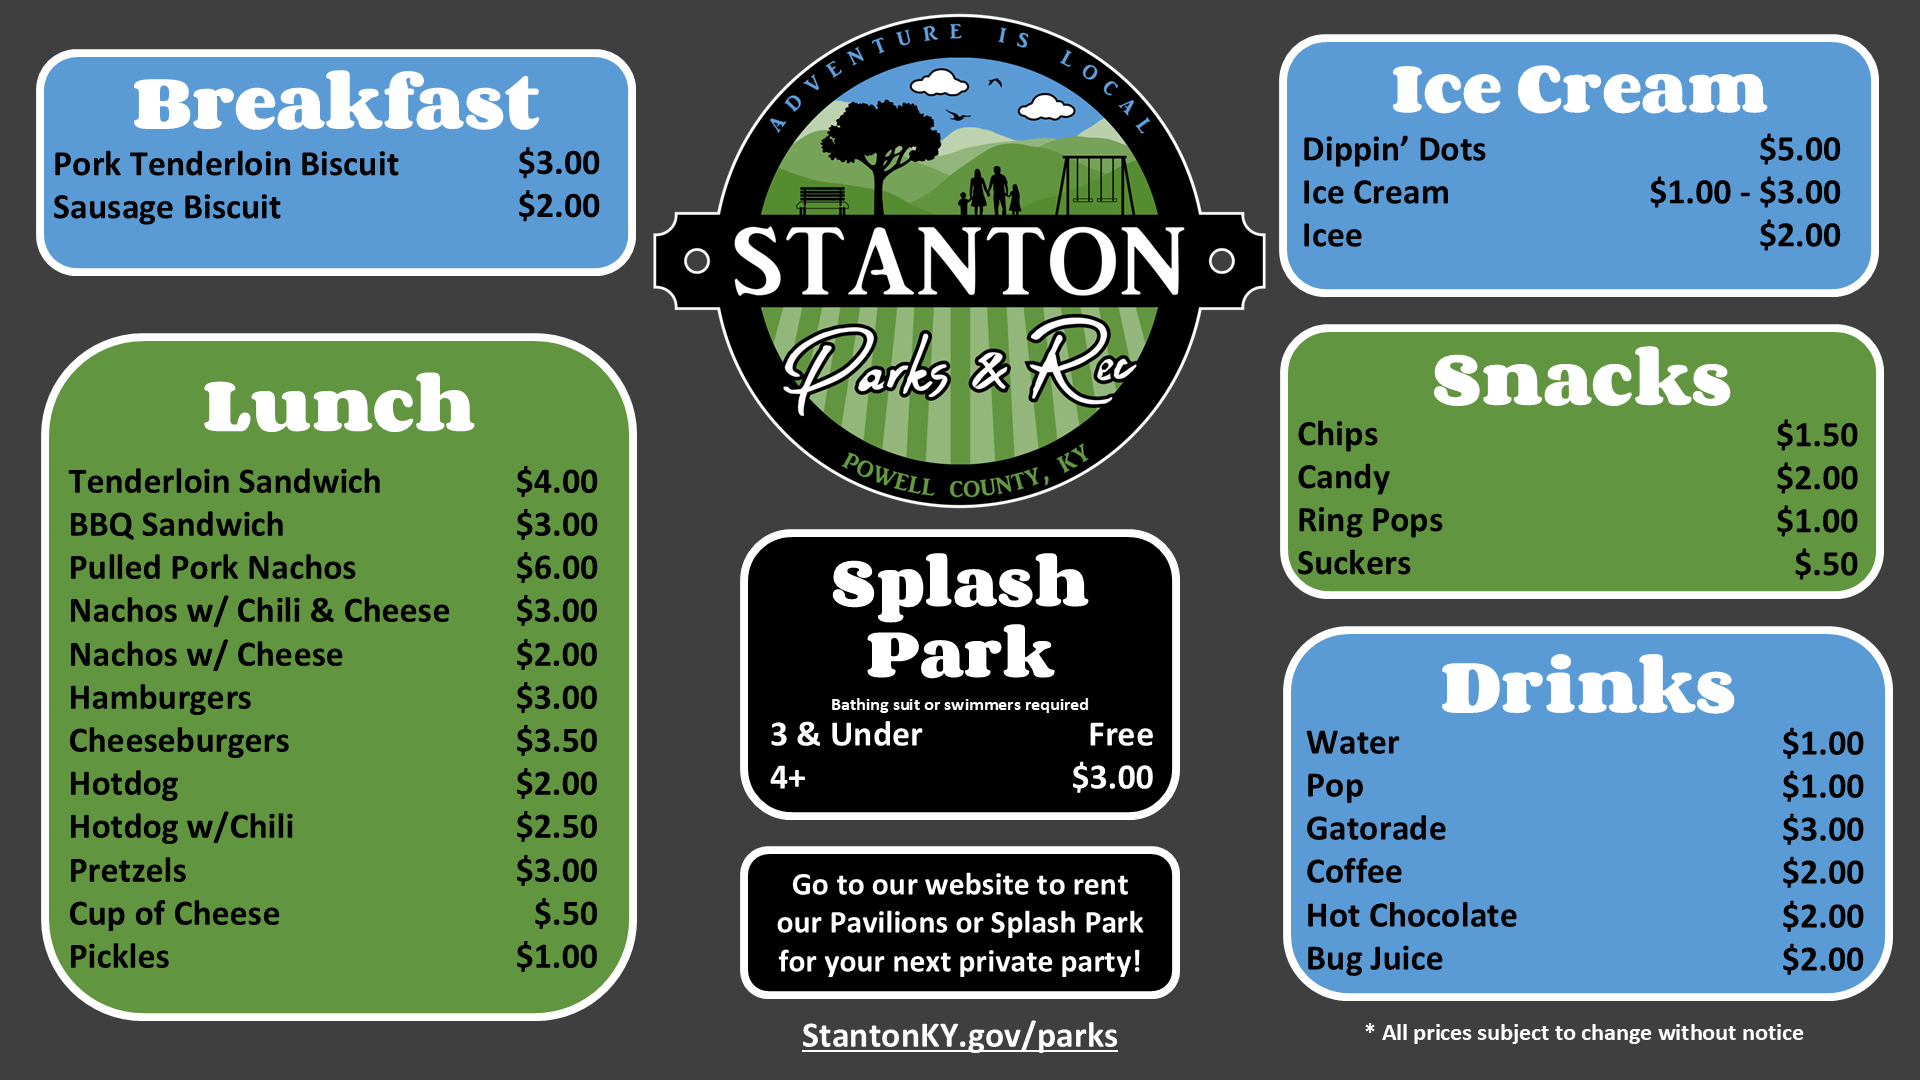 Breakfast
Pork Tenderloin Biscuit $3.00
Sausage Biscuit $2.00
Lunch
Tenderloin Sandwich $4.00
BBQ Sandwich $3.00
Pulled Pork Nachos $6.00
Nachos w/ Chili & Cheese $3.00
Nachos w/ Cheese $2.00
Hamburgers $3.00
Cheeseburgers $3.50
Hotdog $2.00
Hotdog w/Chili $2.50
Pretzels $3.00
Cup of Cheese $.50
Pickles $1.00
ADVENTURE IS LOCAL
STANTON
Parks & Rec
POWELL COUNTY, KY
Splash
Park
Bathing suit or swimmers required
3 & Under Free
4+ $3.00
Go to our website to rent
our Pavilions or Splash Park
for your next private party!
StantonKY.gov/parks
Ice Cream
Dippin’ Dots $5.00
Ice Cream $1.00 - $3.00
Icee $2.00
Snacks
Chips $1.50
Candy $2.00
Ring Pops $1.00
Suckers $.50
Drinks
Water $1.00
Pop $1.00
Gatorade $3.00
Coffee $2.00
Hot Chocolate $2.00
Bug Juice $2.00
* All prices subject to change without notice